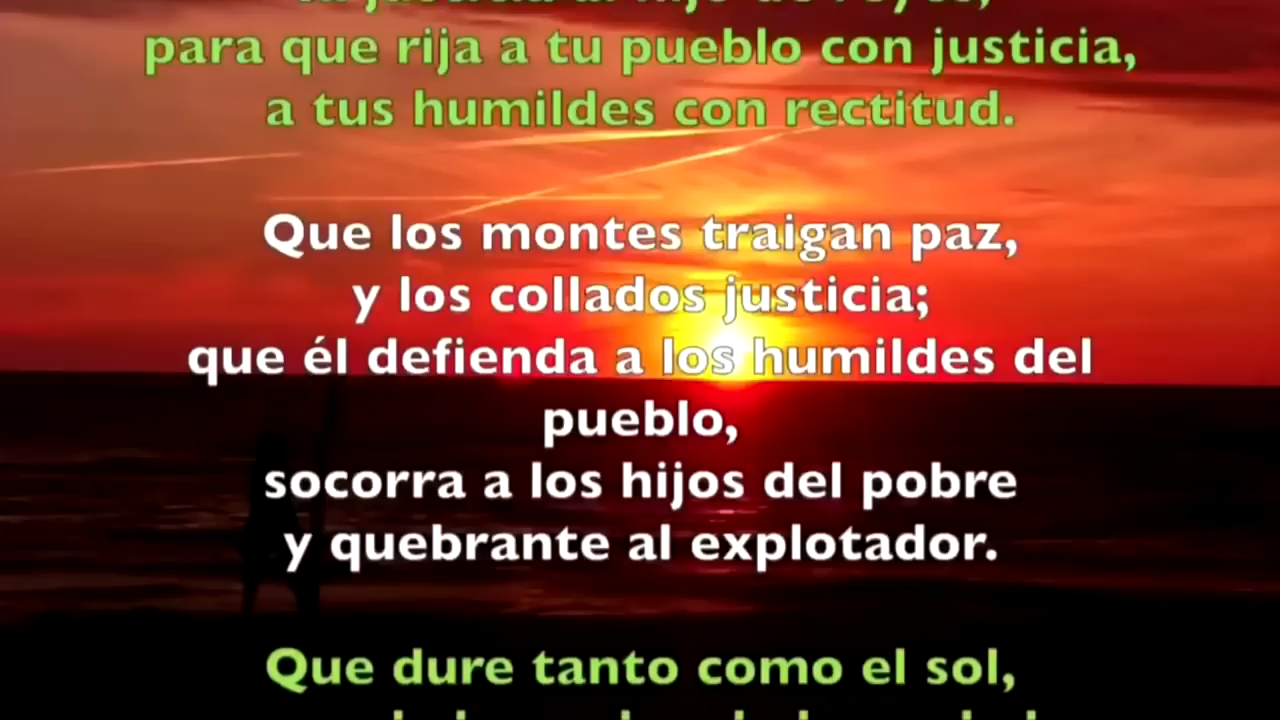 para que rija a tu pueblo con justicia,
a tus humildes con rectitud.
Que los montes traigan paz,
y los collados justicia;
que él defienda a los humildes del
pueblo,
socorra a los hijos del pobre
y quebrante al explotador.
Que dure tanto como el sol,